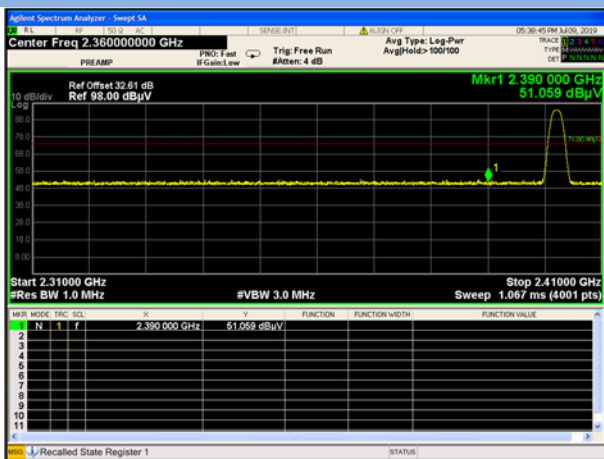 Agilent Spectrum Analyzer - Swept SA
RL RF 50 Ω AC SENSE:INT ALIGN OFF 05:38:45 PM Jul 09, 2019
Center Freq 2.360000000 GHz
PREAMP
PNO: Fast
IFGain:Low
Trig: Free Run
#Atten: 4 dB
Avg Type: Log-Pwr
Avg|Hold:>100/100
TRACE 1 2 3 4 5 6
TYPE MWWWWW
DET P N N N N N
Ref Offset 32.61 dB
10 dB/div Ref 98.00 dBµV
Log
Mkr1 2.390 000 GHz
51.059 dBµV
88.0
78.0
68.0
58.0
48.0
38.0
28.0
18.0
8.00
1
Start 2.31000 GHz
Stop 2.41000 GHz
#Res BW 1.0 MHz
#VBW 3.0 MHz
Sweep 1.067 ms (4001 pts)
MKR MODE TRC SCL X Y FUNCTION FUNCTION WIDTH FUNCTION VALUE
1 N 1 f 2.390 000 GHz 51.059 dBµV
2
3
4
5
6
7
8
9
10
11
MSG Recalled State Register 1 STATUS